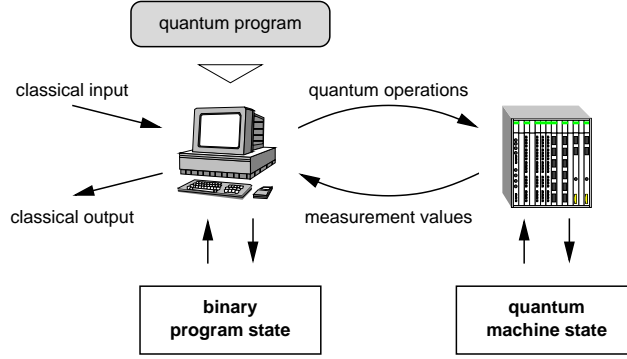 quantum program
classical input
quantum operations
classical output
measurement values
binary
program state
quantum
machine state